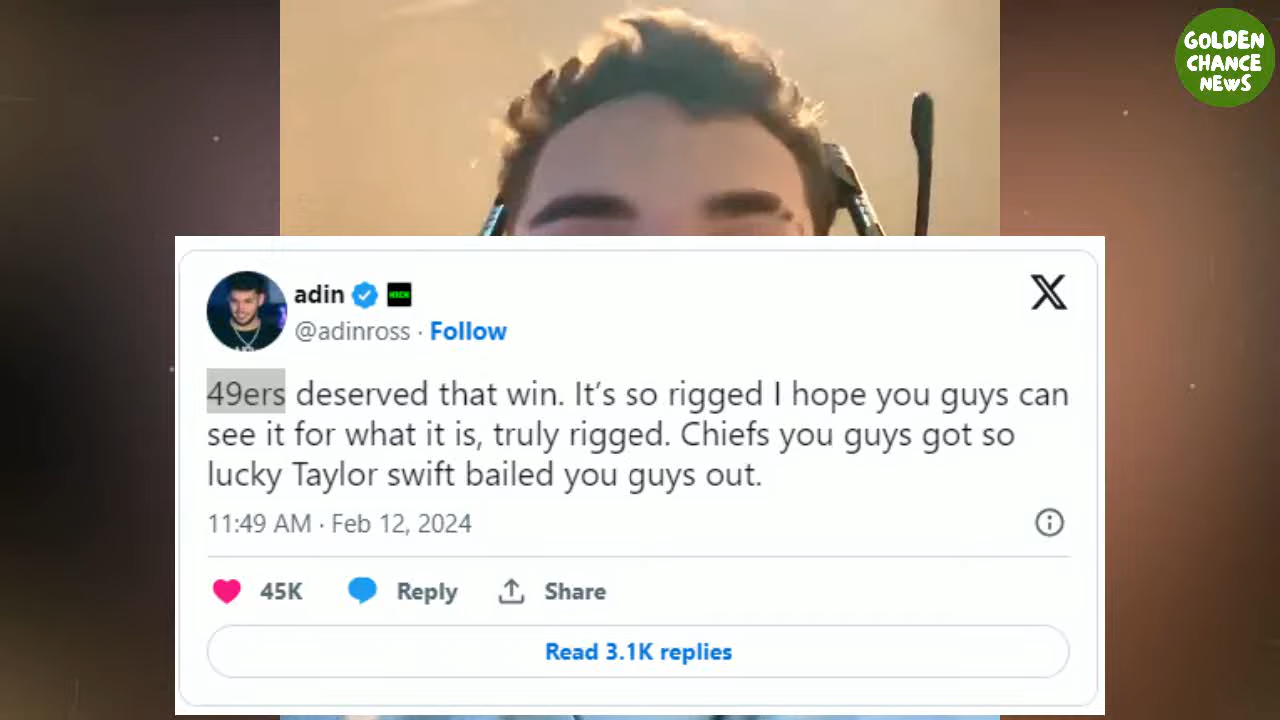 GOLDEN
CHANCE
NEWS
adin
KICK
@adinross · Follow
49ers deserved that win. It’s so rigged I hope you guys can
see it for what it is, truly rigged. Chiefs you guys got so
lucky Taylor swift bailed you guys out.
11:49 AM · Feb 12, 2024
45K Reply Share
Read 3.1K replies